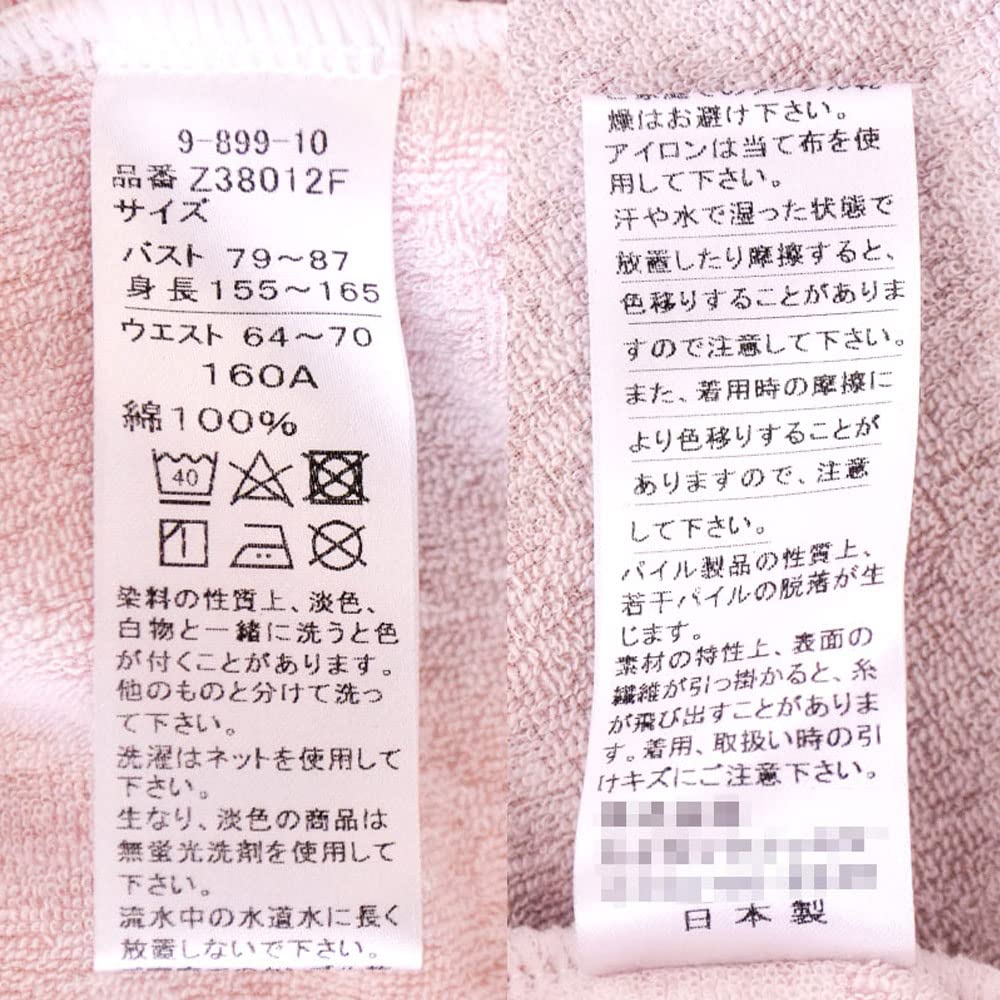 9-899-10
品番 Z38012F
サイズ
バスト 79～87
身長 155～165
ウエスト 64～70
160A
綿100%
40
染料の性質上、淡色、
白物と一緒に洗うと色
が付くことがあります。
他のものと分けて洗っ
て下さい。
洗濯はネットを使用して
下さい。
生なり、淡色の商品は
無蛍光洗剤を使用して
下さい。
流水中の水道水に長く
放置しないで下さい。
燥はお避け下さい。
アイロンは当て布を使
用して下さい。
汗や水で湿った状態で
放置したり摩擦すると、
色移りすることがありま
すので注意して下さい。
また、着用時の摩擦に
より色移りすることが
ありますので、注意
して下さい。
パイル製品の性質上、
若干パイルの脱落が生
じます。
素材の特性上、表面の
繊維が引っ掛かると、糸
が飛び出すことがありま
す。着用、取扱い時の引
けキズにご注意下さい。
日本製